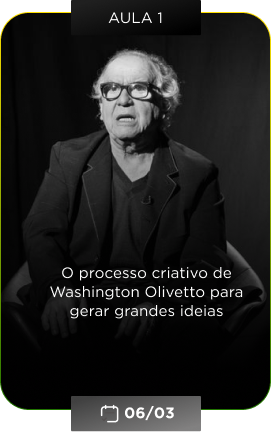 AULA 1
O processo criativo de
Washington Olivetto para
gerar grandes ideias
06/03